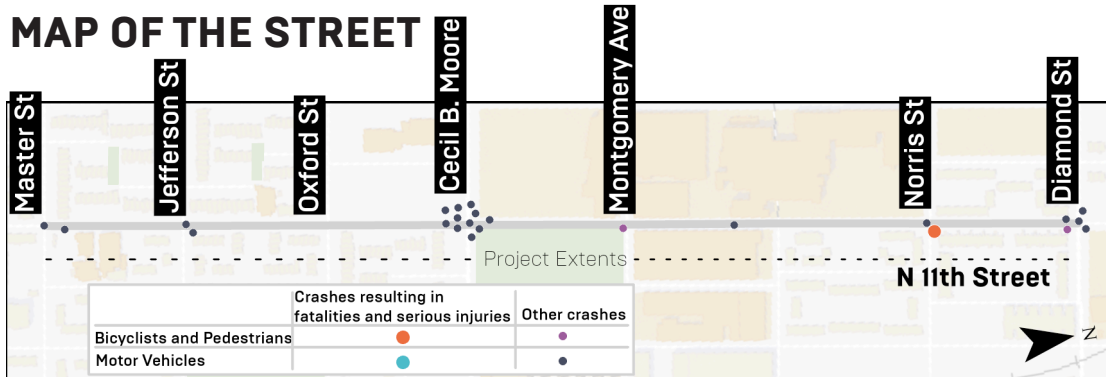 MAP OF THE STREET
Master St
Jefferson St
Oxford St
Cecil B. Moore
Montgomery Ave
Norris St
Diamond St
Project Extents
N 11th Street
Crashes resulting in
fatalities and serious injuries
Other crashes
Bicyclists and Pedestrians
Motor Vehicles
N